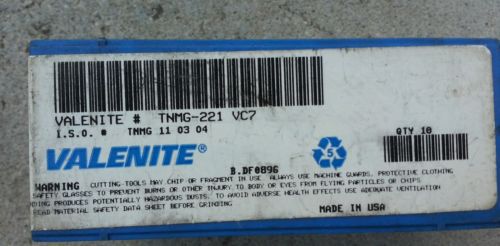 VALENITE # TNMG-221 VC7
I.S.O. # TNMG 11 03 04
QTY 10
VALENITE®
5
B.DF0896
WARNING CUTTING TOOLS MAY CHIP OR FRAGMENT IN USE. ALWAYS USE MACHINE GUARDS, PROTECTIVE CLOTHING
SAFETY GLASSES TO PREVENT BURNS OR OTHER INJURY TO BODY OR EYES FROM FLYING PARTICLES OR CHIPS.
DING PRODUCES POTENTIALLY HAZARDOUS DUSTS. TO AVOID ADVERSE HEALTH EFFECTS USE ADEQUATE VENTILATION
READ MATERIAL SAFETY DATA SHEET BEFORE GRINDING
MADE IN USA